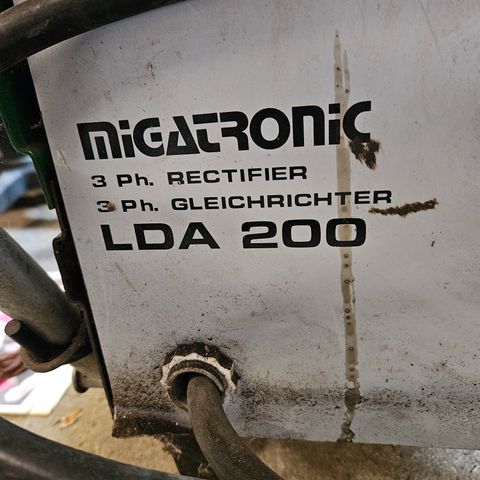 MIGATRONIC
3 Ph. RECTIFIER
3 Ph. GLEICHRICHTER
LDA 200